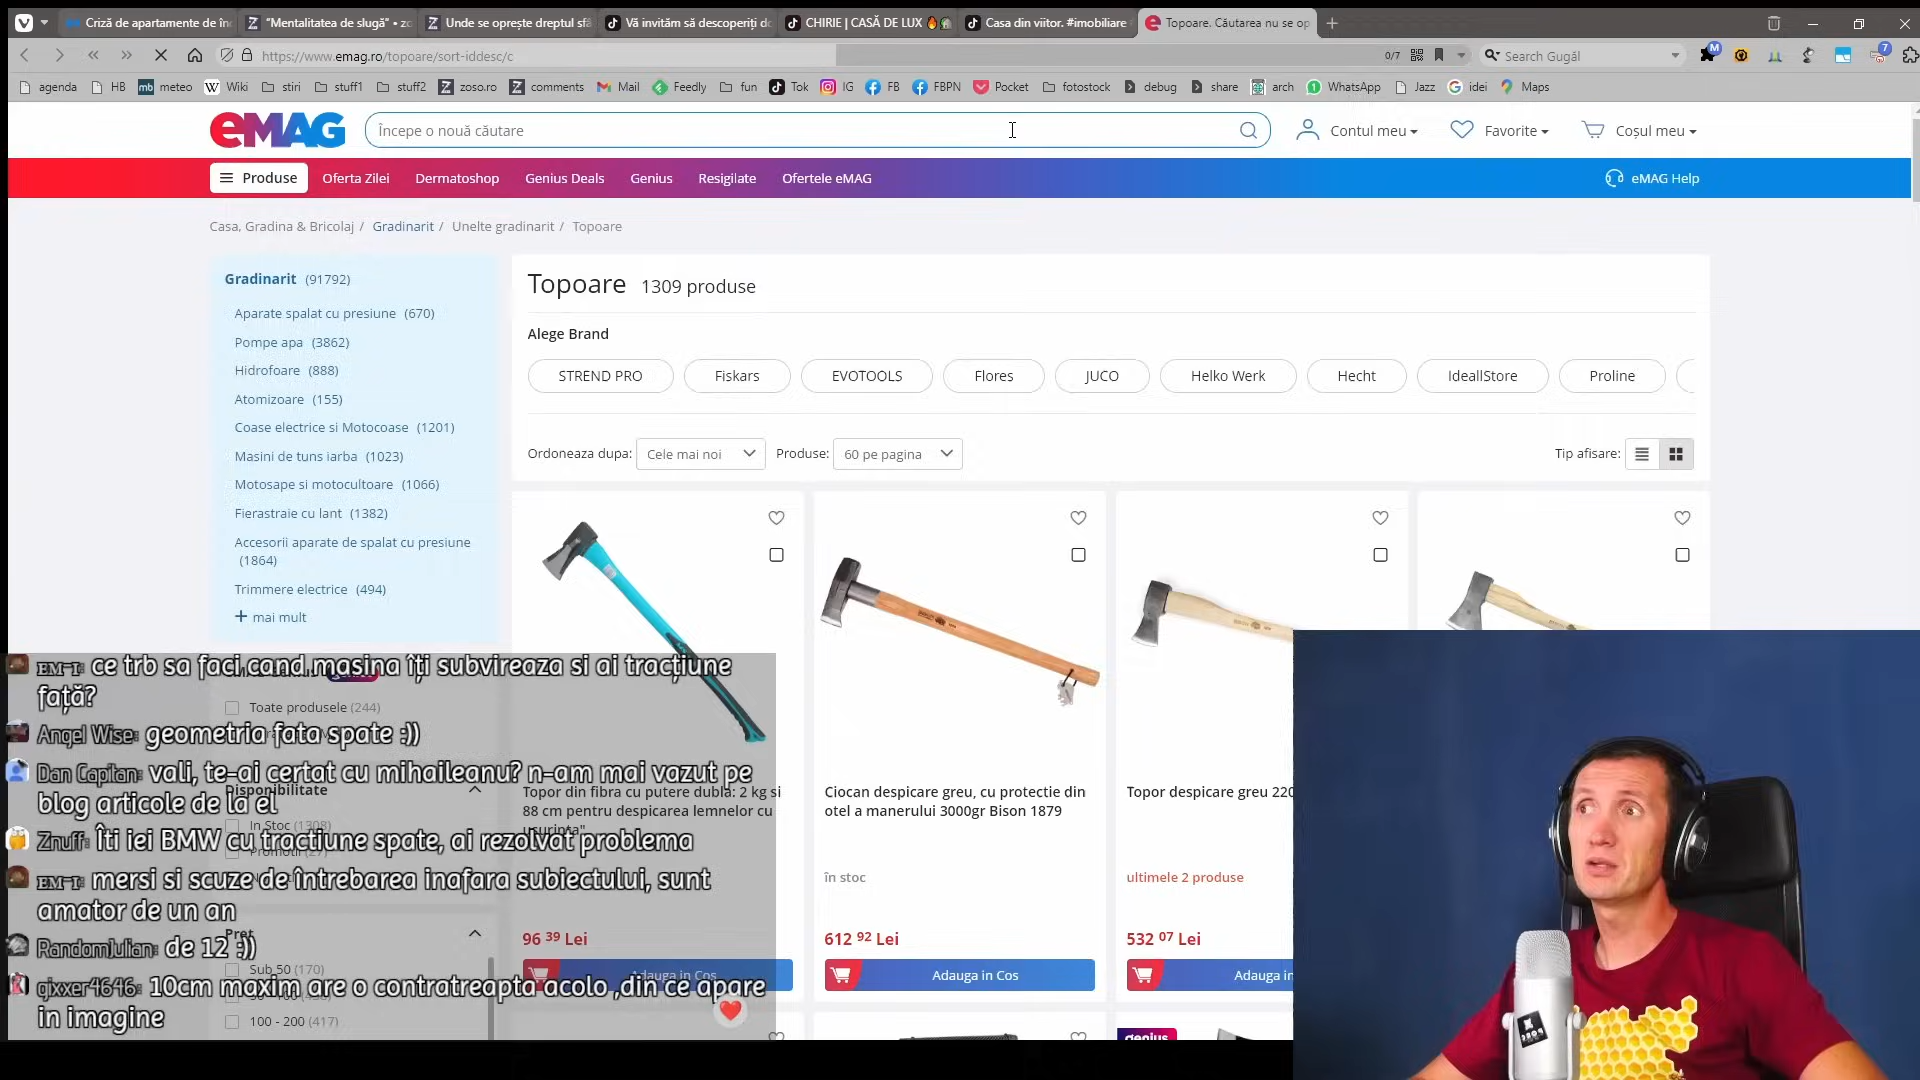 Criză de apartamente de în
"Mentalitatea de slugă" • zo
Unde se oprește dreptul sfâ
Vă invităm să descoperiți do
CHIRIE | CASĂ DE LUX
Casa din viitor. #imobiliare
Topoare. Căutarea nu se op
https://www.emag.ro/topoare/sort-iddesc/c
0/7
Search Gugăl
M
7
agenda
HB
mb meteo
W Wiki
stiri
stuff1
stuff2
Z zoso.ro
Z comments
Mail
Feedly
fun
Tok
IG
FB
FBPN
Pocket
fotostock
debug
share
arch
WhatsApp
Jazz
idei
Maps
eMAG
Începe o nouă căutare
Contul meu
Favorite
Coșul meu
Produse
Oferta Zilei
Dermatoshop
Genius Deals
Genius
Resigilate
Ofertele eMAG
eMAG Help
Casa, Gradina & Bricolaj / Gradinarit / Unelte gradinarit / Topoare
Gradinarit (91792)
Aparate spalat cu presiune (670)
Pompe apa (3862)
Hidrofoare (888)
Atomizoare (155)
Coase electrice si Motocoase (1201)
Masini de tuns iarba (1023)
Motosape si motocultoare (1066)
Fierastraie cu lant (1382)
Accesorii aparate de spalat cu presiune
(1864)
Trimmere electrice (494)
+ mai mult
Topoare 1309 produse
Alege Brand
STREND PRO
Fiskars
EVOTOOLS
Flores
JUCO
Helko Werk
Hecht
IdeallStore
Proline
Ordoneaza dupa: Cele mai noi
Produse: 60 pe pagina
Tip afisare:
Toate produsele (244)
Disponibilitate
In Stoc (1308)
Pret
Sub 50 (170)
100 - 200 (417)
Topor din fibra cu putere dubla: 2 kg si
88 cm pentru despicarea lemnelor cu
usurinta"
96 39 Lei
Adauga in Cos
Ciocan despicare greu, cu protectie din
otel a manerului 3000gr Bison 1879
în stoc
612 92 Lei
Adauga in Cos
Topor despicare greu 220
ultimele 2 produse
532 07 Lei
Adauga in
genius
ce trb sa faci cand masina îți subvireaza si ai tracțiune
față?
Angel Wise: geometria fata spate :))
Dan Capitan: vali, te-ai certat cu mihaileanu? n-am mai vazut pe
blog articole de la el
Znuff: Îti iei BMW cu tractiune spate, ai rezolvat problema
mersi si scuze de întrebarea inafara subiectului, sunt
amator de un an
RandomJulian: de 12 :))
gixxer4646: 10cm maxim are o contratreapta acolo ,din ce apare
in imagine